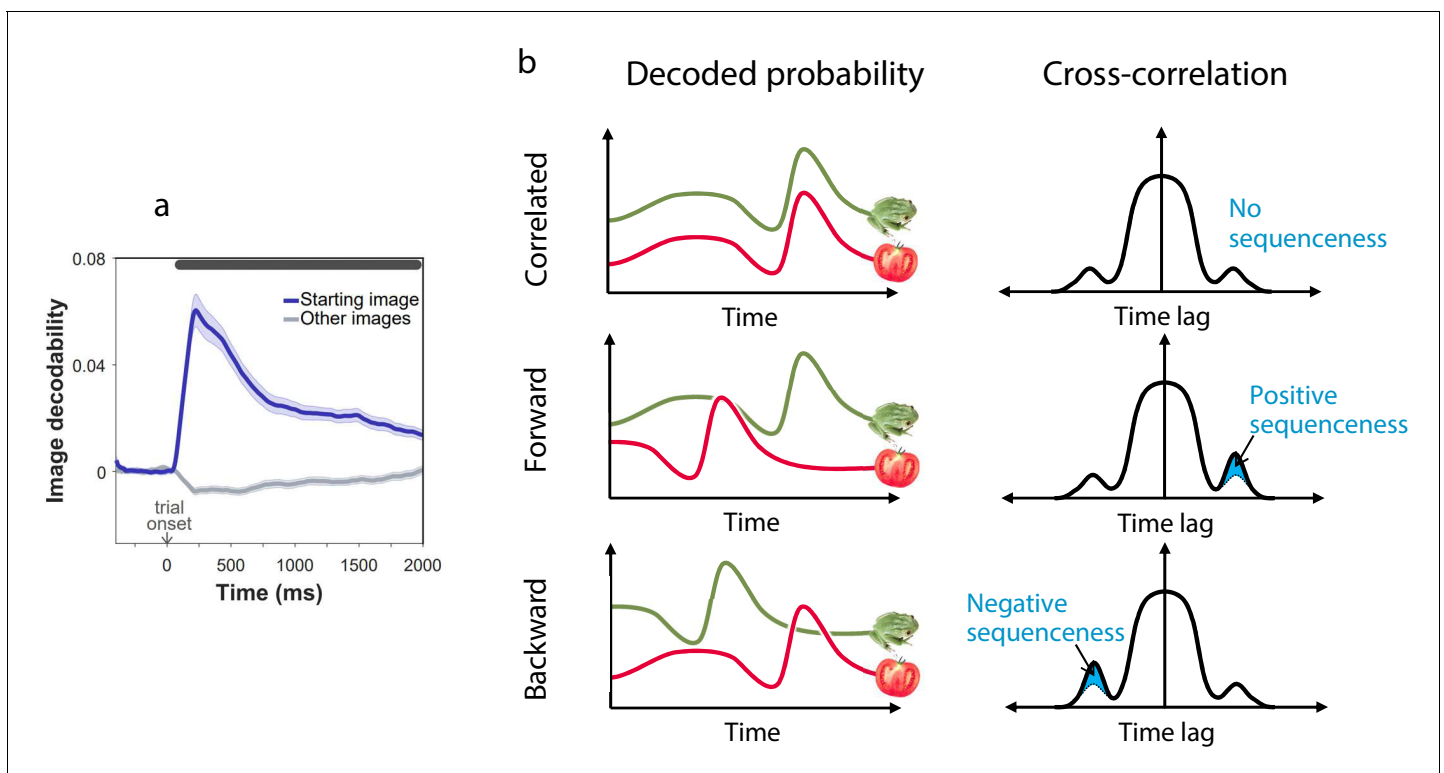 a
0.08
0.04
0
Image decodability
Starting image
Other images
trial
onset
0
500
1000
1500
2000
Time (ms)
b
Decoded probability
Cross-correlation
Correlated
Time
No
sequenceness
Time lag
Forward
Time
Positive
sequenceness
Time lag
Backward
Time
Negative
sequenceness
Time lag